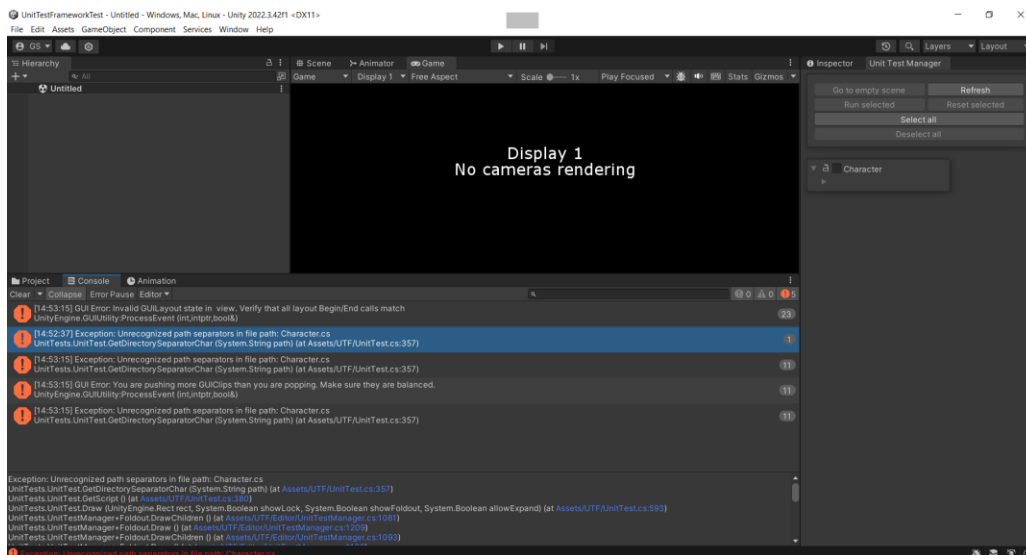 UnitTestFrameworkTest - Untitled - Windows, Mac, Linux - Unity 2022.3.42f1 <DX11>
File Edit Assets GameObject Component Services Window Help
GS
Layers Layout
Hierarchy
All
Untitled
Scene Animator Game
Game Display 1 Free Aspect Scale 1x Play Focused Stats Gizmos
Display 1
No cameras rendering
Inspector Unit Test Manager
Go to empty scene Refresh
Run selected Reset selected
Select all
Deselect all
Character
Project Console Animation
Clear Collapse Error Pause Editor
0 0 5
[14:53:15] GUI Error: Invalid GUILayout state in view. Verify that all layout Begin/End calls match
UnityEngine.GUIUtility:ProcessEvent (int,intptr,bool&)
23
[14:52:37] Exception: Unrecognized path separators in file path: Character.cs
UnitTests.UnitTest.GetDirectorySeparatorChar (System.String path) (at Assets/UTF/UnitTest.cs:357)
1
[14:53:15] Exception: Unrecognized path separators in file path: Character.cs
UnitTests.UnitTest.GetDirectorySeparatorChar (System.String path) (at Assets/UTF/UnitTest.cs:357)
11
[14:53:15] GUI Error: You are pushing more GUIClips than you are popping. Make sure they are balanced.
UnityEngine.GUIUtility:ProcessEvent (int,intptr,bool&)
11
[14:53:15] Exception: Unrecognized path separators in file path: Character.cs
UnitTests.UnitTest.GetDirectorySeparatorChar (System.String path) (at Assets/UTF/UnitTest.cs:357)
11
Exception: Unrecognized path separators in file path: Character.cs
UnitTests.UnitTest.GetDirectorySeparatorChar (System.String path) (at Assets/UTF/UnitTest.cs:357)
UnitTests.UnitTest.GetScript () (at Assets/UTF/UnitTest.cs:380)
UnitTests.UnitTest.Draw (UnityEngine.Rect rect, System.Boolean showLock, System.Boolean showFoldout, System.Boolean allowExpand) (at Assets/UTF/UnitTest.cs:593)
UnitTests.UnitTestManager+Foldout.DrawChildren () (at Assets/UTF/Editor/UnitTestManager.cs:1081)
UnitTests.UnitTestManager+Foldout.Draw () (at Assets/UTF/Editor/UnitTestManager.cs:1209)
UnitTests.UnitTestManager+Foldout.DrawChildren () (at Assets/UTF/Editor/UnitTestManager.cs:1093)
Exception: Unrecognized path separators in file path: Character.cs